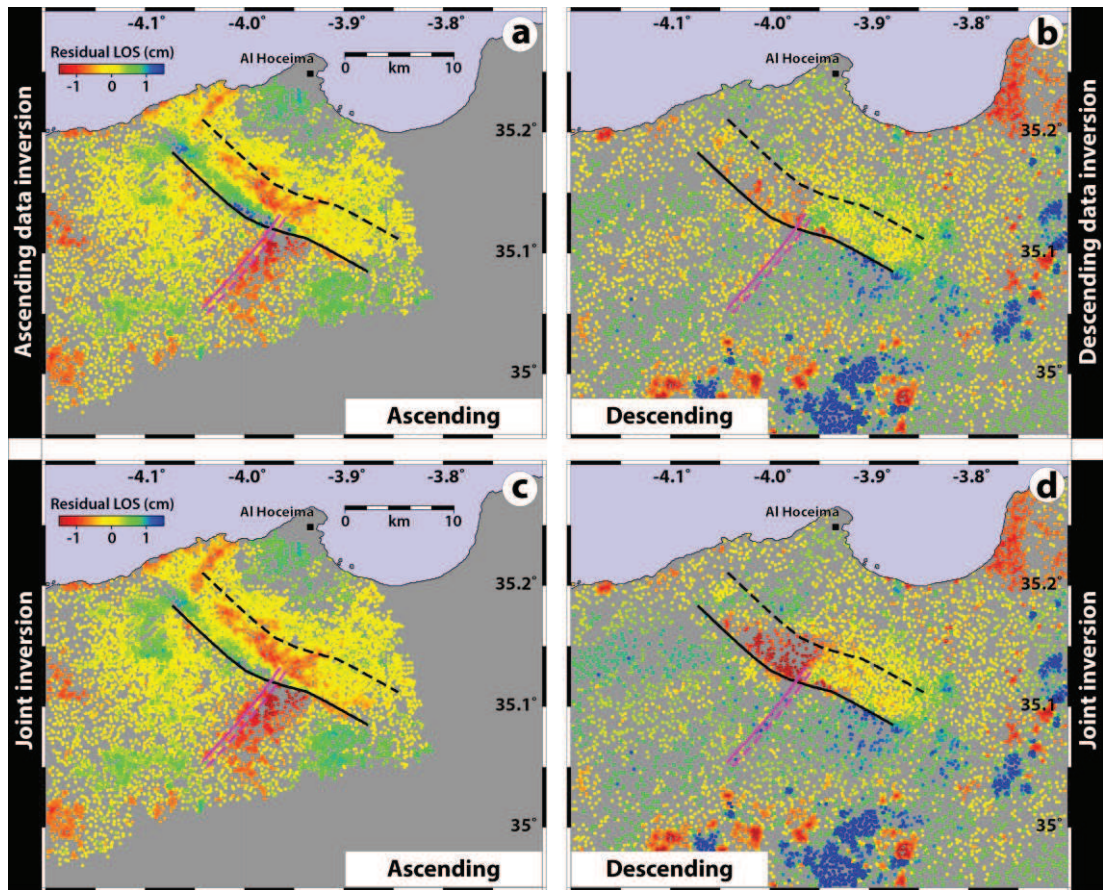 -4.1° -4.0° -3.9° -3.8°
a
Residual LOS (cm)
-1 0 1
Al Hoceima
0 10
km
Ascending data inversion
Ascending
-4.1° -4.0° -3.9° -3.8°
b
Al Hoceima
35.2°
35.1°
35°
Descending data inversion
Descending
35.2°
35.1°
35°
-4.1° -4.0° -3.9° -3.8°
c
Residual LOS (cm)
-1 0 1
Al Hoceima
0 10
km
Joint inversion
35.2°
35.1°
35°
Ascending
-4.1° -4.0° -3.9° -3.8°
d
Al Hoceima
35.2°
35.1°
35°
Joint inversion
Descending